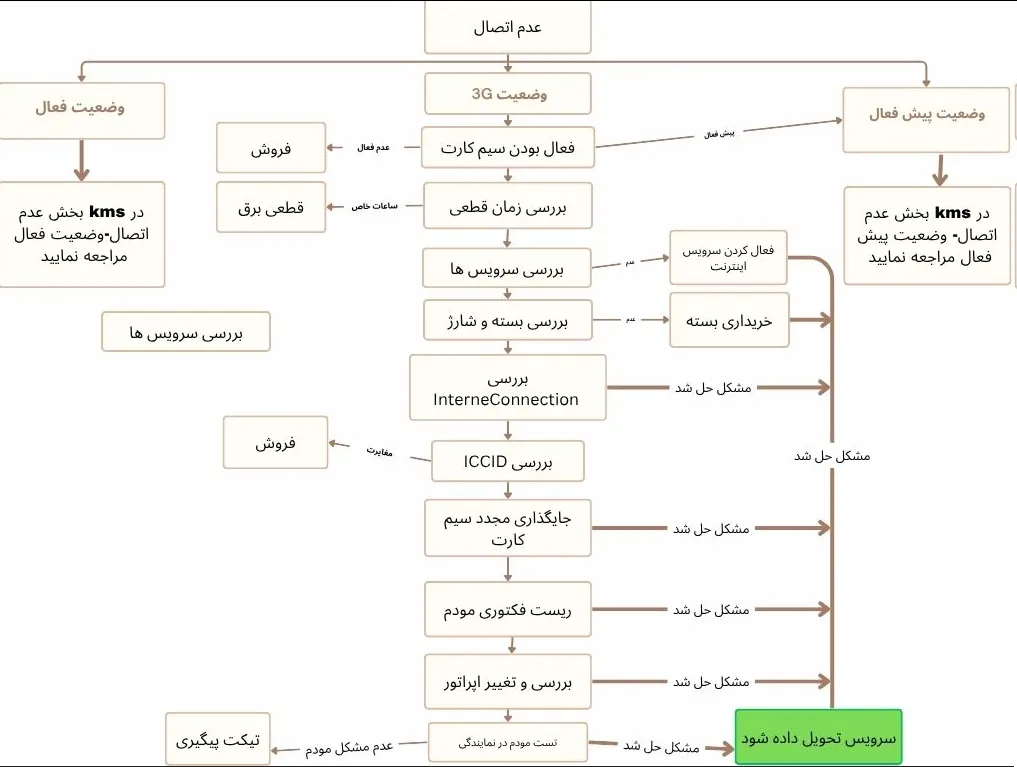 عدم اتصال
وضعیت فعال
وضعیت 3G
وضعیت پیش فعال
پیش فعال
فروش
عدم فعال
فعال بودن سیم کارت
در kms بخش عدم
اتصال-وضعیت فعال
مراجعه نمایید
قطعی برق
ساعات خاص
بررسی زمان قطعی
در kms بخش عدم
اتصال- وضعیت پیش
فعال مراجعه نمایید
بررسی سرویس ها
عدم
فعال کردن سرویس
اینترنت
بررسی سرویس ها
بررسی بسته و شارژ
عدم
خریداری بسته
بررسی
InterneConnection
مشکل حل شد
فروش
مغایرت
بررسی ICCID
مشکل حل شد
جایگذاری مجدد سیم
کارت
مشکل حل شد
ریست فکتوری مودم
مشکل حل شد
بررسی و تغییر اپراتور
مشکل حل شد
تیکت پیگیری
عدم مشکل مودم
تست مودم در نمایندگی
مشکل حل شد
سرویس تحویل داده شود